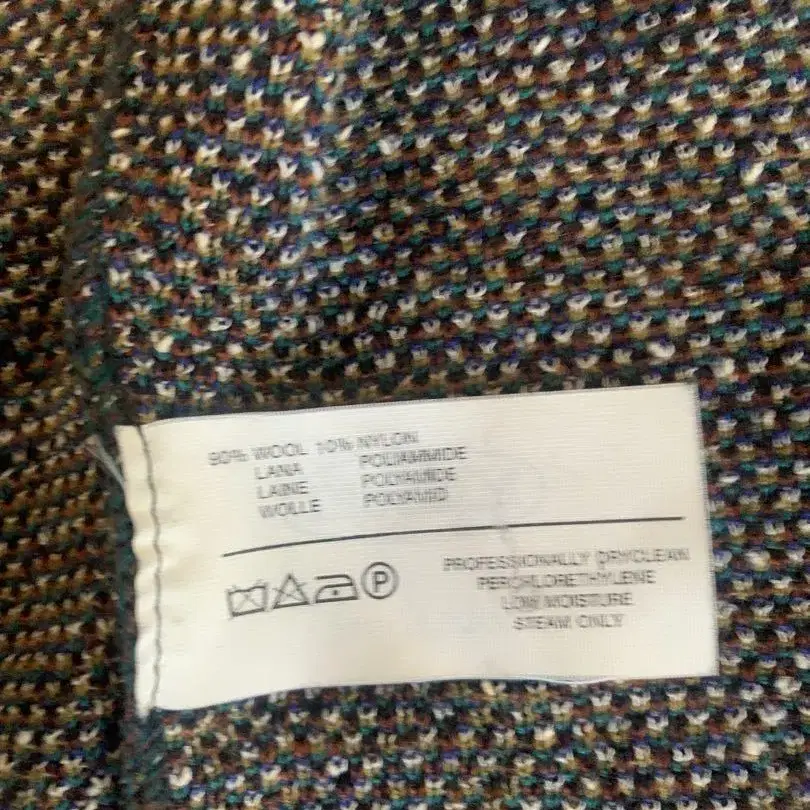 90% WOOL 10% NYLON
LANA POLIAMMIDE
LAINE POLYAMIDE
WOLLE POLYAMID
PROFESSIONALLY DRYCLEAN
PERCHLORETHYLENE
LOW MOISTURE
STEAM ONLY
P